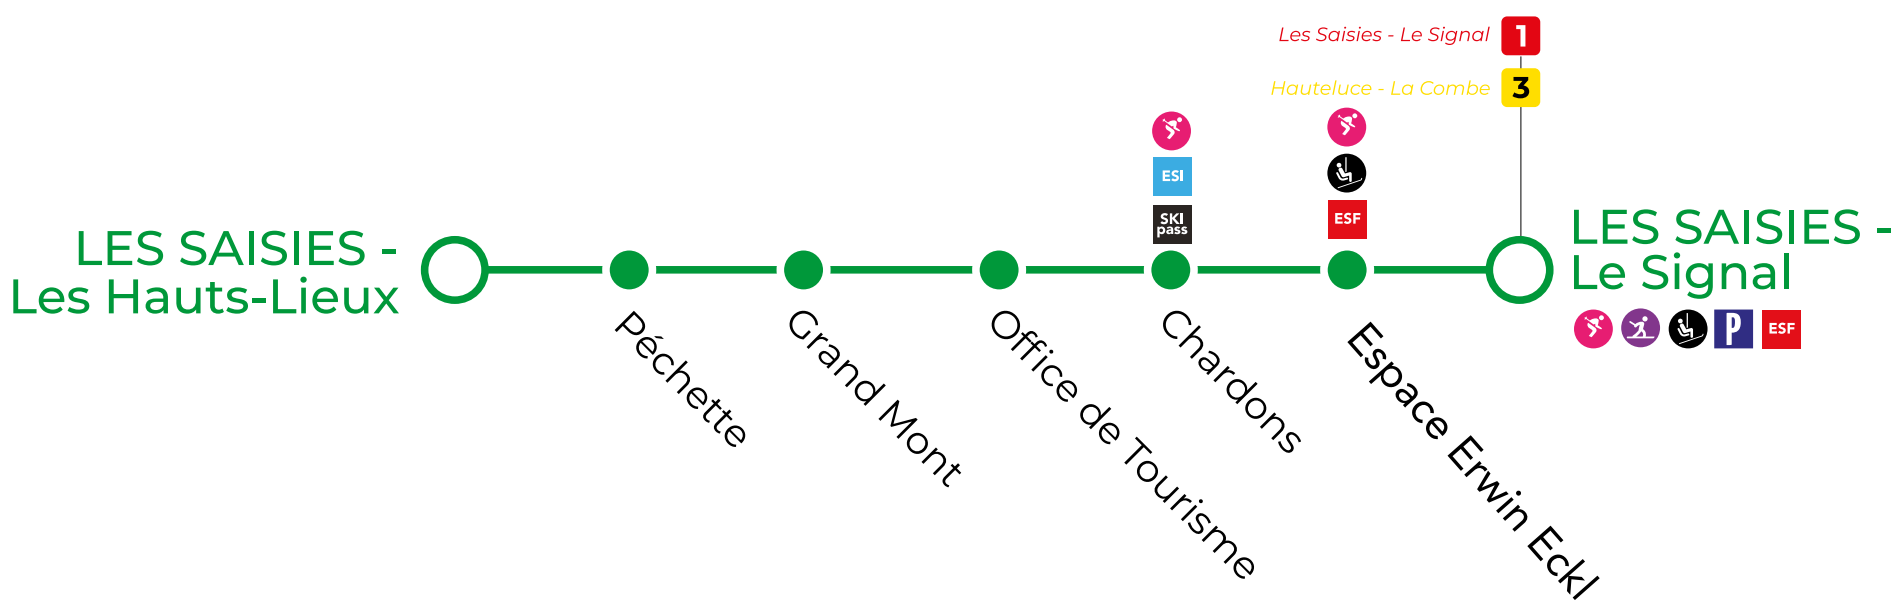 Les Saisies - Le Signal 1
Hauteluce - La Combe 3
ESI
SKI
pass
ESF
LES SAISIES -
Les Hauts-Lieux
LES SAISIES -
Le Signal
P ESF
Péchette
Grand Mont
Office de Tourisme
Chardons
Espace Erwin Eckl